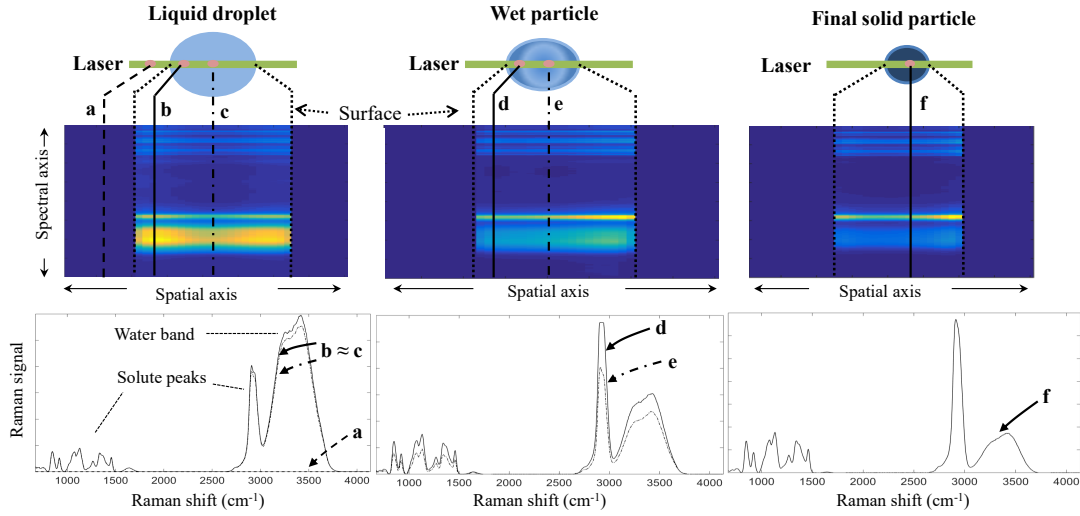 Liquid droplet
Wet particle
Final solid particle
Laser
Laser
Laser
a
b
c
Surface
d
e
f
Spectral axis
Spatial axis
Spatial axis
Spatial axis
Raman signal
Water band
Solute peaks
b ≈ c
a
d
e
f
1000 1500 2000 2500 3000 3500 4000
1000 1500 2000 2500 3000 3500 4000
1000 1500 2000 2500 3000 3500 4000
Raman shift (cm⁻¹)
Raman shift (cm⁻¹)
Raman shift (cm⁻¹)